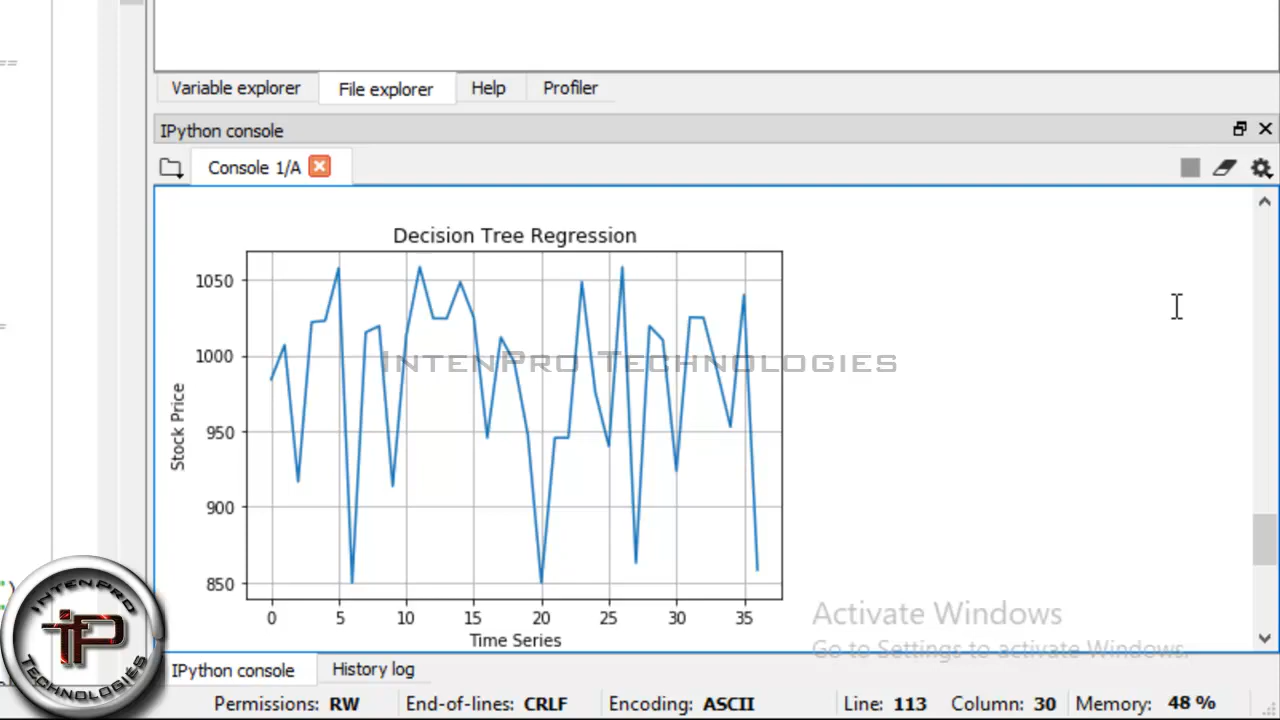 ==
Variable explorer File explorer Help Profiler
IPython console
=
Console 1/A
Decision Tree Regression
1050
1000
950
900
850
Stock Price
0 5 10 15 20 25 30 35
Time Series
IntenPro Technologies
Activate Windows
Go to Settings to activate Windows.
INTENPRO
iP
TECHNOLOGIES
IPython console History log
Permissions: RW End-of-lines: CRLF Encoding: ASCII Line: 113 Column: 30 Memory: 48 %